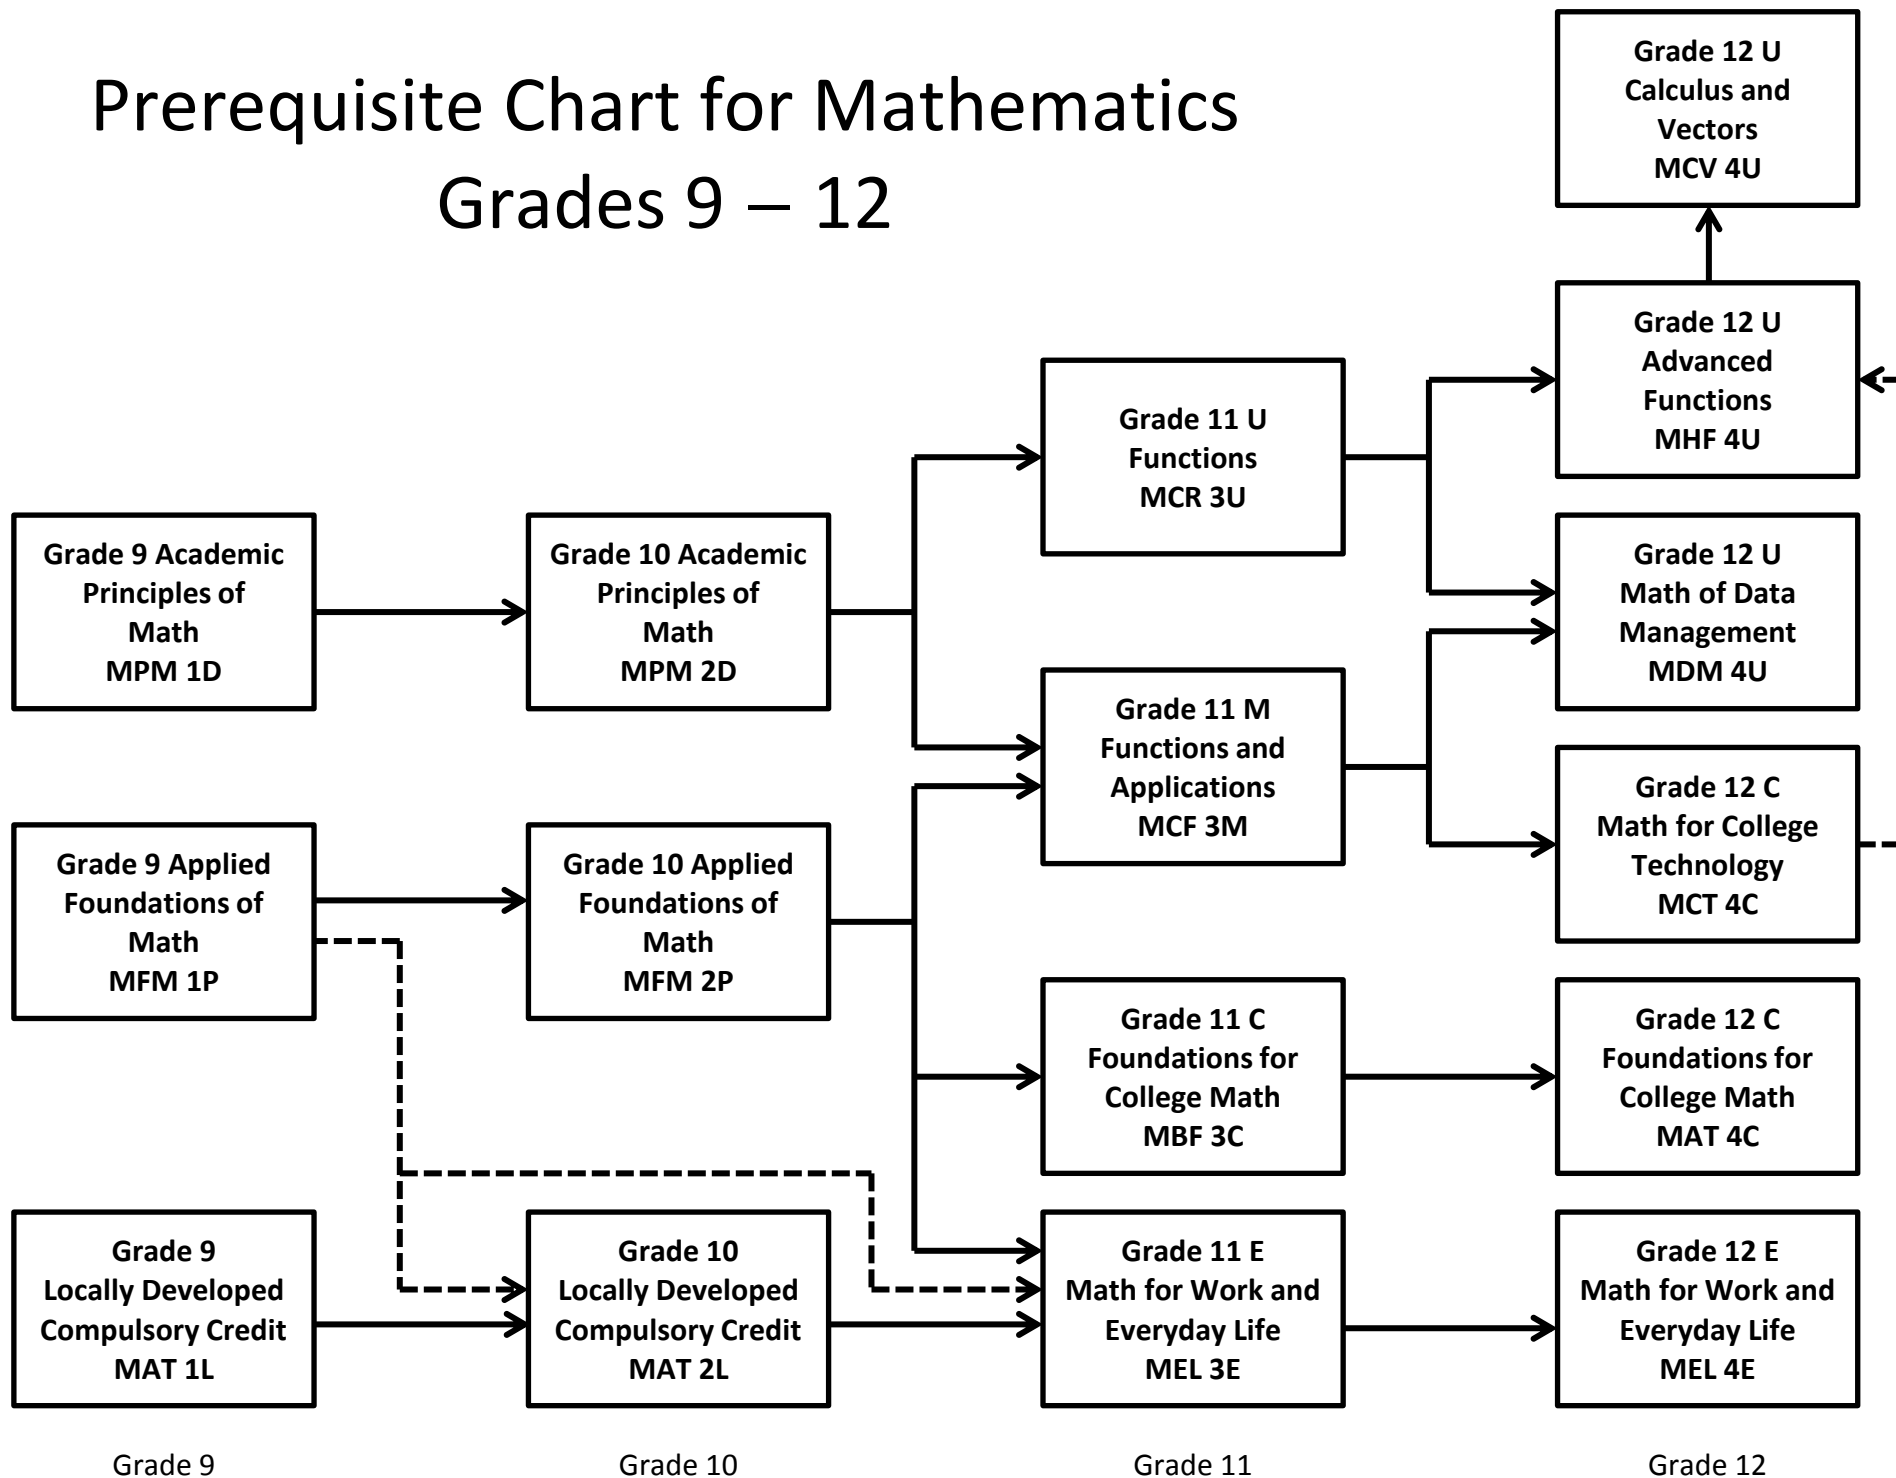 Prerequisite Chart for Mathematics
Grades 9 – 12
Grade 12 U
Calculus and
Vectors
MCV 4U
Grade 12 U
Advanced
Functions
MHF 4U
Grade 11 U
Functions
MCR 3U
Grade 9 Academic
Principles of
Math
MPM 1D
Grade 10 Academic
Principles of
Math
MPM 2D
Grade 12 U
Math of Data
Management
MDM 4U
Grade 11 M
Functions and
Applications
MCF 3M
Grade 12 C
Math for College
Technology
MCT 4C
Grade 9 Applied
Foundations of
Math
MFM 1P
Grade 10 Applied
Foundations of
Math
MFM 2P
Grade 11 C
Foundations for
College Math
MBF 3C
Grade 12 C
Foundations for
College Math
MAT 4C
Grade 9
Locally Developed
Compulsory Credit
MAT 1L
Grade 10
Locally Developed
Compulsory Credit
MAT 2L
Grade 11 E
Math for Work and
Everyday Life
MEL 3E
Grade 12 E
Math for Work and
Everyday Life
MEL 4E
Grade 9
Grade 10
Grade 11
Grade 12